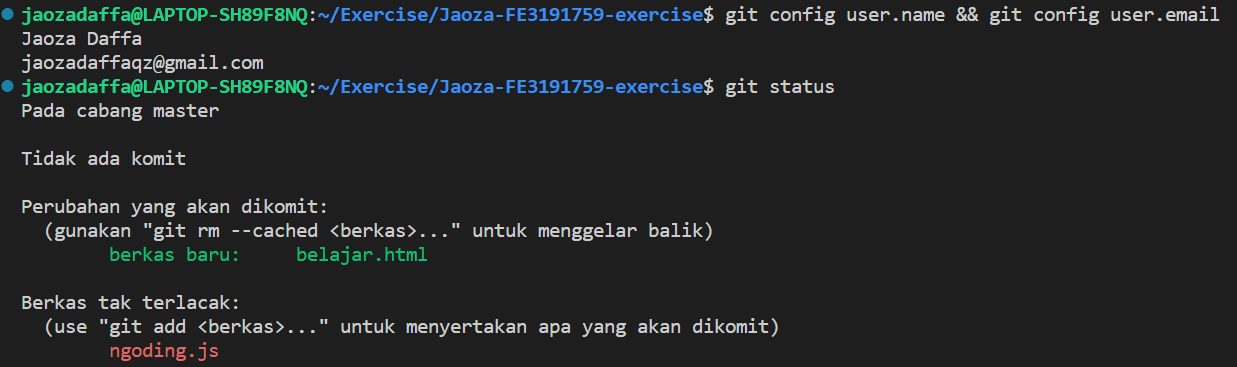 jaozadaffa@LAPTOP-SH89F8NQ:~/Exercise/Jaoza-FE3191759-exercise$ git config user.name && git config user.email
Jaoza Daffa
jaozadaffaqz@gmail.com
jaozadaffa@LAPTOP-SH89F8NQ:~/Exercise/Jaoza-FE3191759-exercise$ git status
Pada cabang master
Tidak ada komit
Perubahan yang akan dikomit:
(gunakan "git rm --cached <berkas>..." untuk menggelar balik)
berkas baru: belajar.html
Berkas tak terlacak:
(use "git add <berkas>..." untuk menyertakan apa yang akan dikomit)
ngoding.js